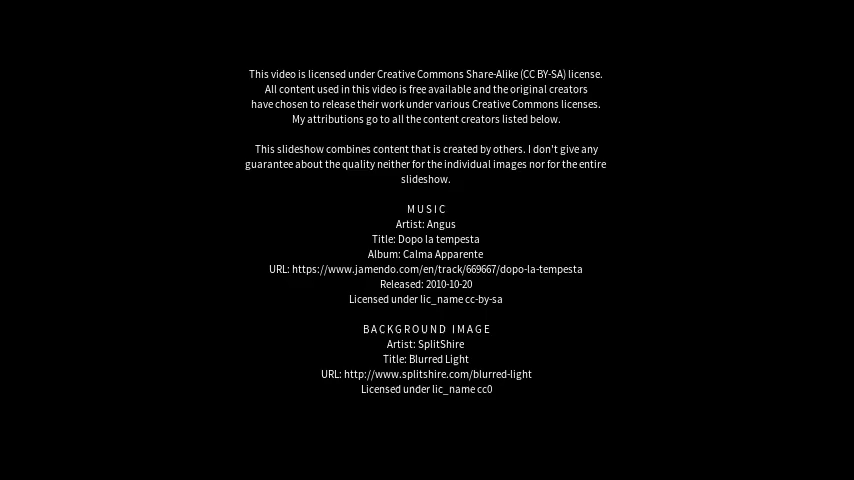 This video is licensed under Creative Commons Share-Alike (CC BY-SA) license.
All content used in this video is free available and the original creators
have chosen to release their work under various Creative Commons licenses.
My attributions go to all the content creators listed below.
This slideshow combines content that is created by others. I don't give any
guarantee about the quality neither for the individual images nor for the entire
slideshow.
MUSIC
Artist: Angus
Title: Dopo la tempesta
Album: Calma Apparente
URL: https://www.jamendo.com/en/track/669667/dopo-la-tempesta
Released: 2010-10-20
Licensed under lic_name cc-by-sa
BACKGROUND IMAGE
Artist: SplitShire
Title: Blurred Light
URL: http://www.splitshire.com/blurred-light
Licensed under lic_name cc0